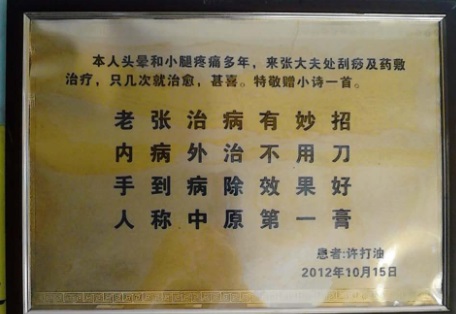 本人头晕和小腿疼痛多年，来张大夫处刮痧及药敷
治疗，只几次就治愈，甚喜。特敬赠小诗一首。
老张治病有妙招
内病外治不用刀
手到病除效果好
人称中原第一膏
患者:许打油
2012年10月15日